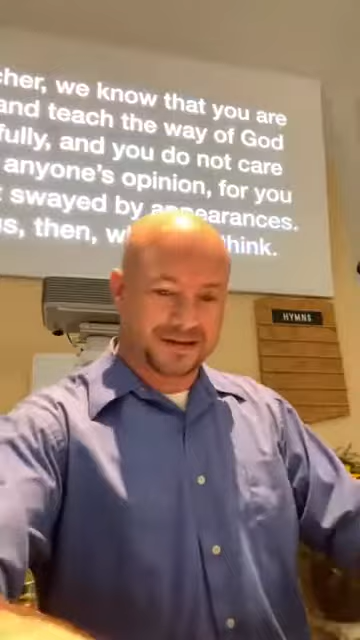 cher, we know that you are
and teach the way of God
fully, and you do not care
anyone's opinion, for you
swayed by appearances.
us, then, think.
HYMNS